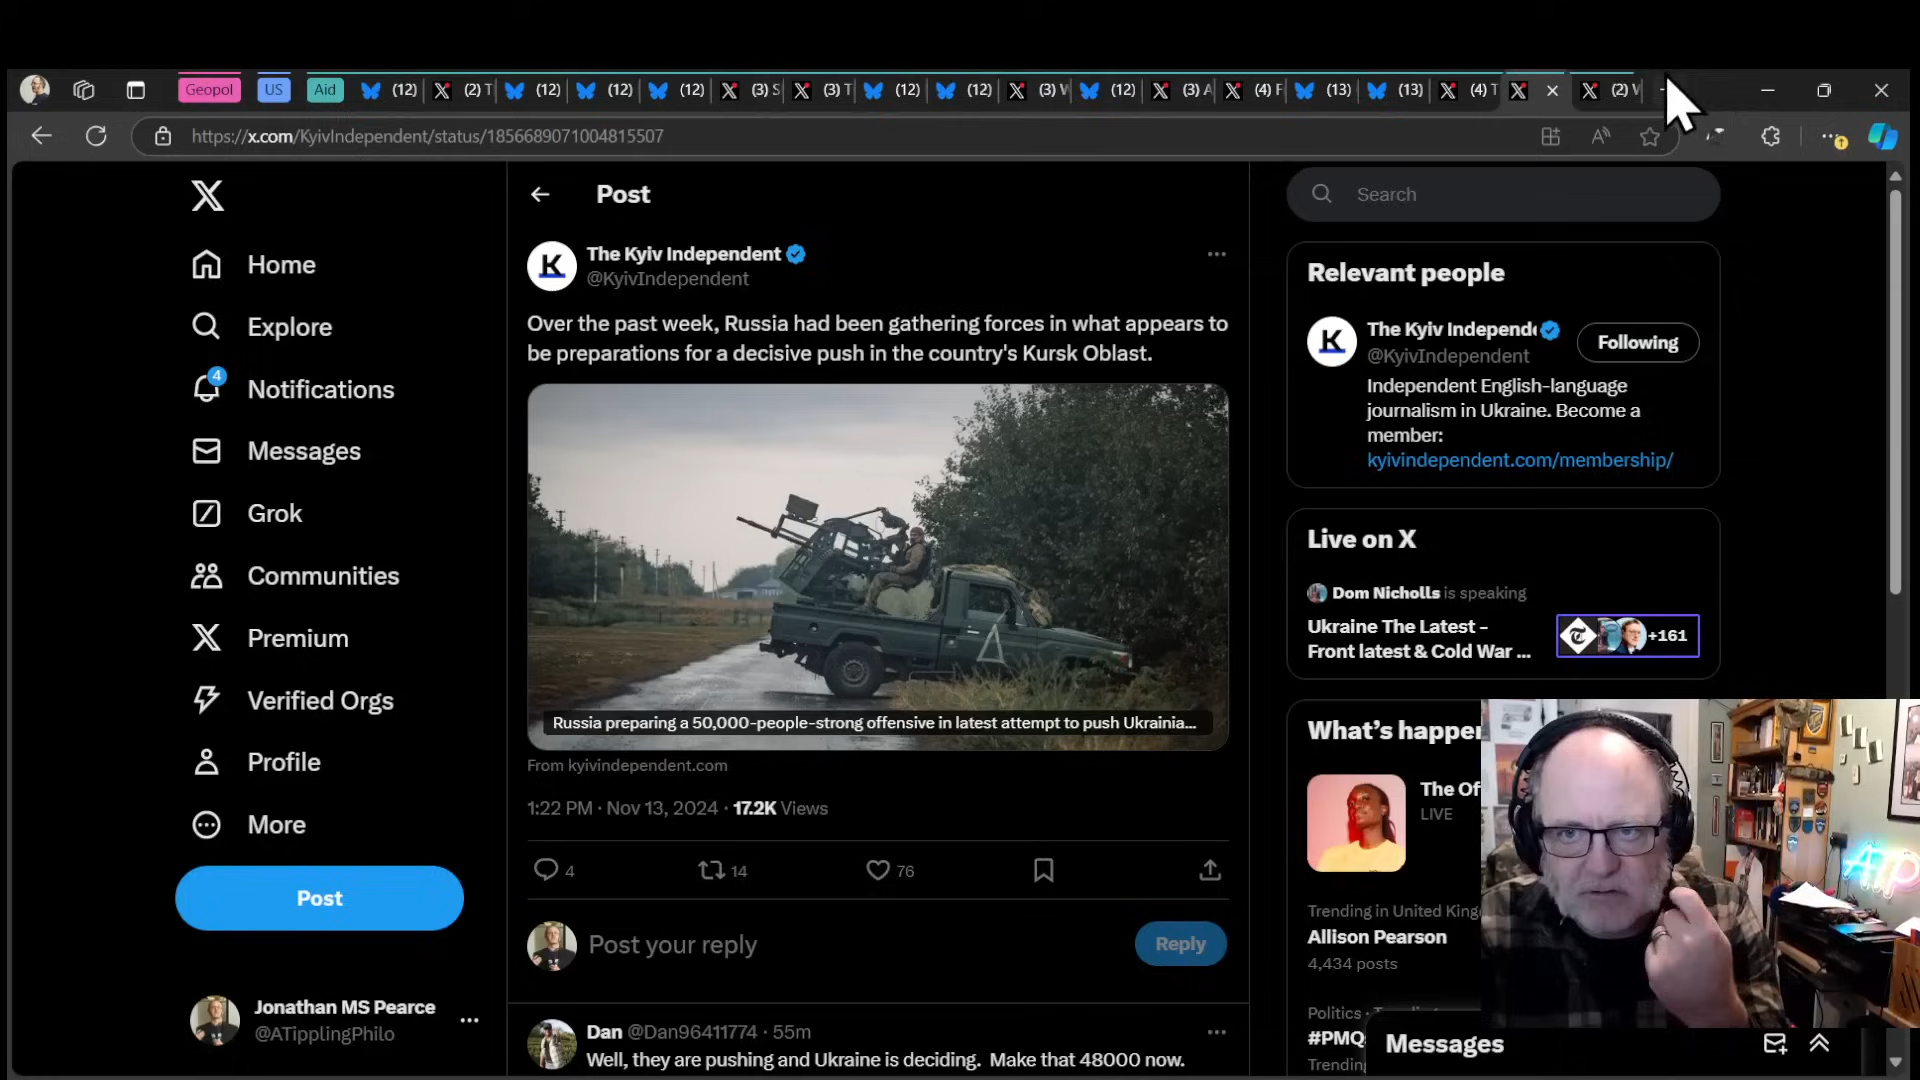 Geopol
US
Aid
(12)
(2) T
(12)
(12)
(12)
(3) S
(3) T
(12)
(12)
(3) W
(12)
(3) A
(4) F
(13)
(13)
(4) T
(2) W
https://x.com/KyivIndependent/status/1856689071004815507
Home
Explore
4
Notifications
Messages
Grok
Communities
Premium
Verified Orgs
Profile
More
Post
Jonathan MS Pearce
@ATipplingPhilo
Post
K
The Kyiv Independent
@KyivIndependent
Over the past week, Russia had been gathering forces in what appears to
be preparations for a decisive push in the country's Kursk Oblast.
Russia preparing a 50,000-people-strong offensive in latest attempt to push Ukrainia...
From kyivindependent.com
1:22 PM · Nov 13, 2024 · 17.2K Views
4
14
76
Post your reply
Reply
Dan @Dan96411774 · 55m
Well, they are pushing and Ukraine is deciding. Make that 48000 now.
Search
Relevant people
K
The Kyiv Independe
@KyivIndependent
Following
Independent English-language
journalism in Ukraine. Become a
member:
kyivindependent.com/membership/
Live on X
Dom Nicholls is speaking
Ukraine The Latest -
Front latest & Cold War ...
+161
What's happe
The Of
LIVE
Trending in United King
Allison Pearson
4,434 posts
Politics · Trending
#PMQ
Trending
Messages
ATP